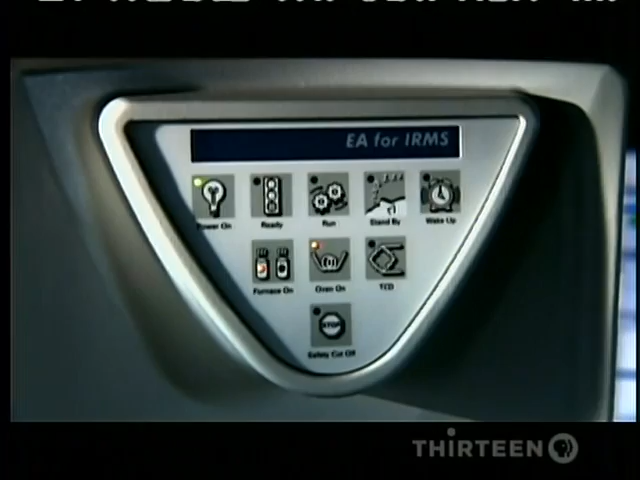 EA for IRMS
Power On
Ready
Run
Stand By
Wake Up
Furnace On
Oven On
TCD
STOP
Safety Cut Off
THIRTEEN